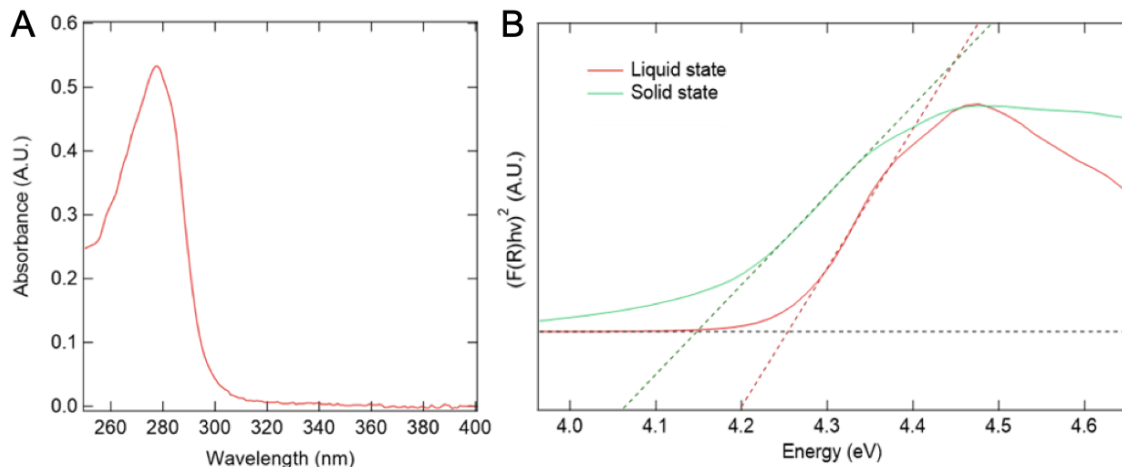 A
0.6
0.5
0.4
0.3
0.2
0.1
0.0
Absorbance (A.U.)
260 280 300 320 340 360 380 400
Wavelength (nm)
B
Liquid state
Solid state
(F(R)hv)²(A.U.)
4.0 4.1 4.2 4.3 4.4 4.5 4.6
Energy (eV)